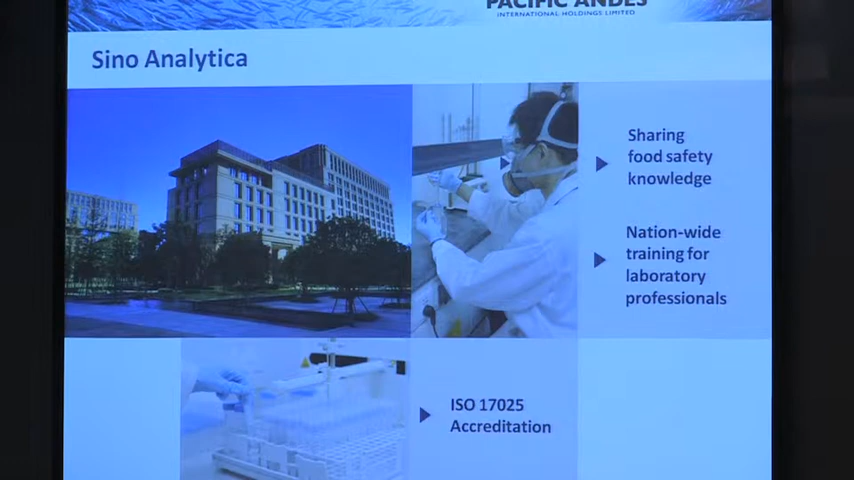 PACIFIC ANDES
INTERNATIONAL HOLDINGS LIMITED
Sino Analytica
Sharing
food safety
knowledge
Nation-wide
training for
laboratory
professionals
ISO 17025
Accreditation